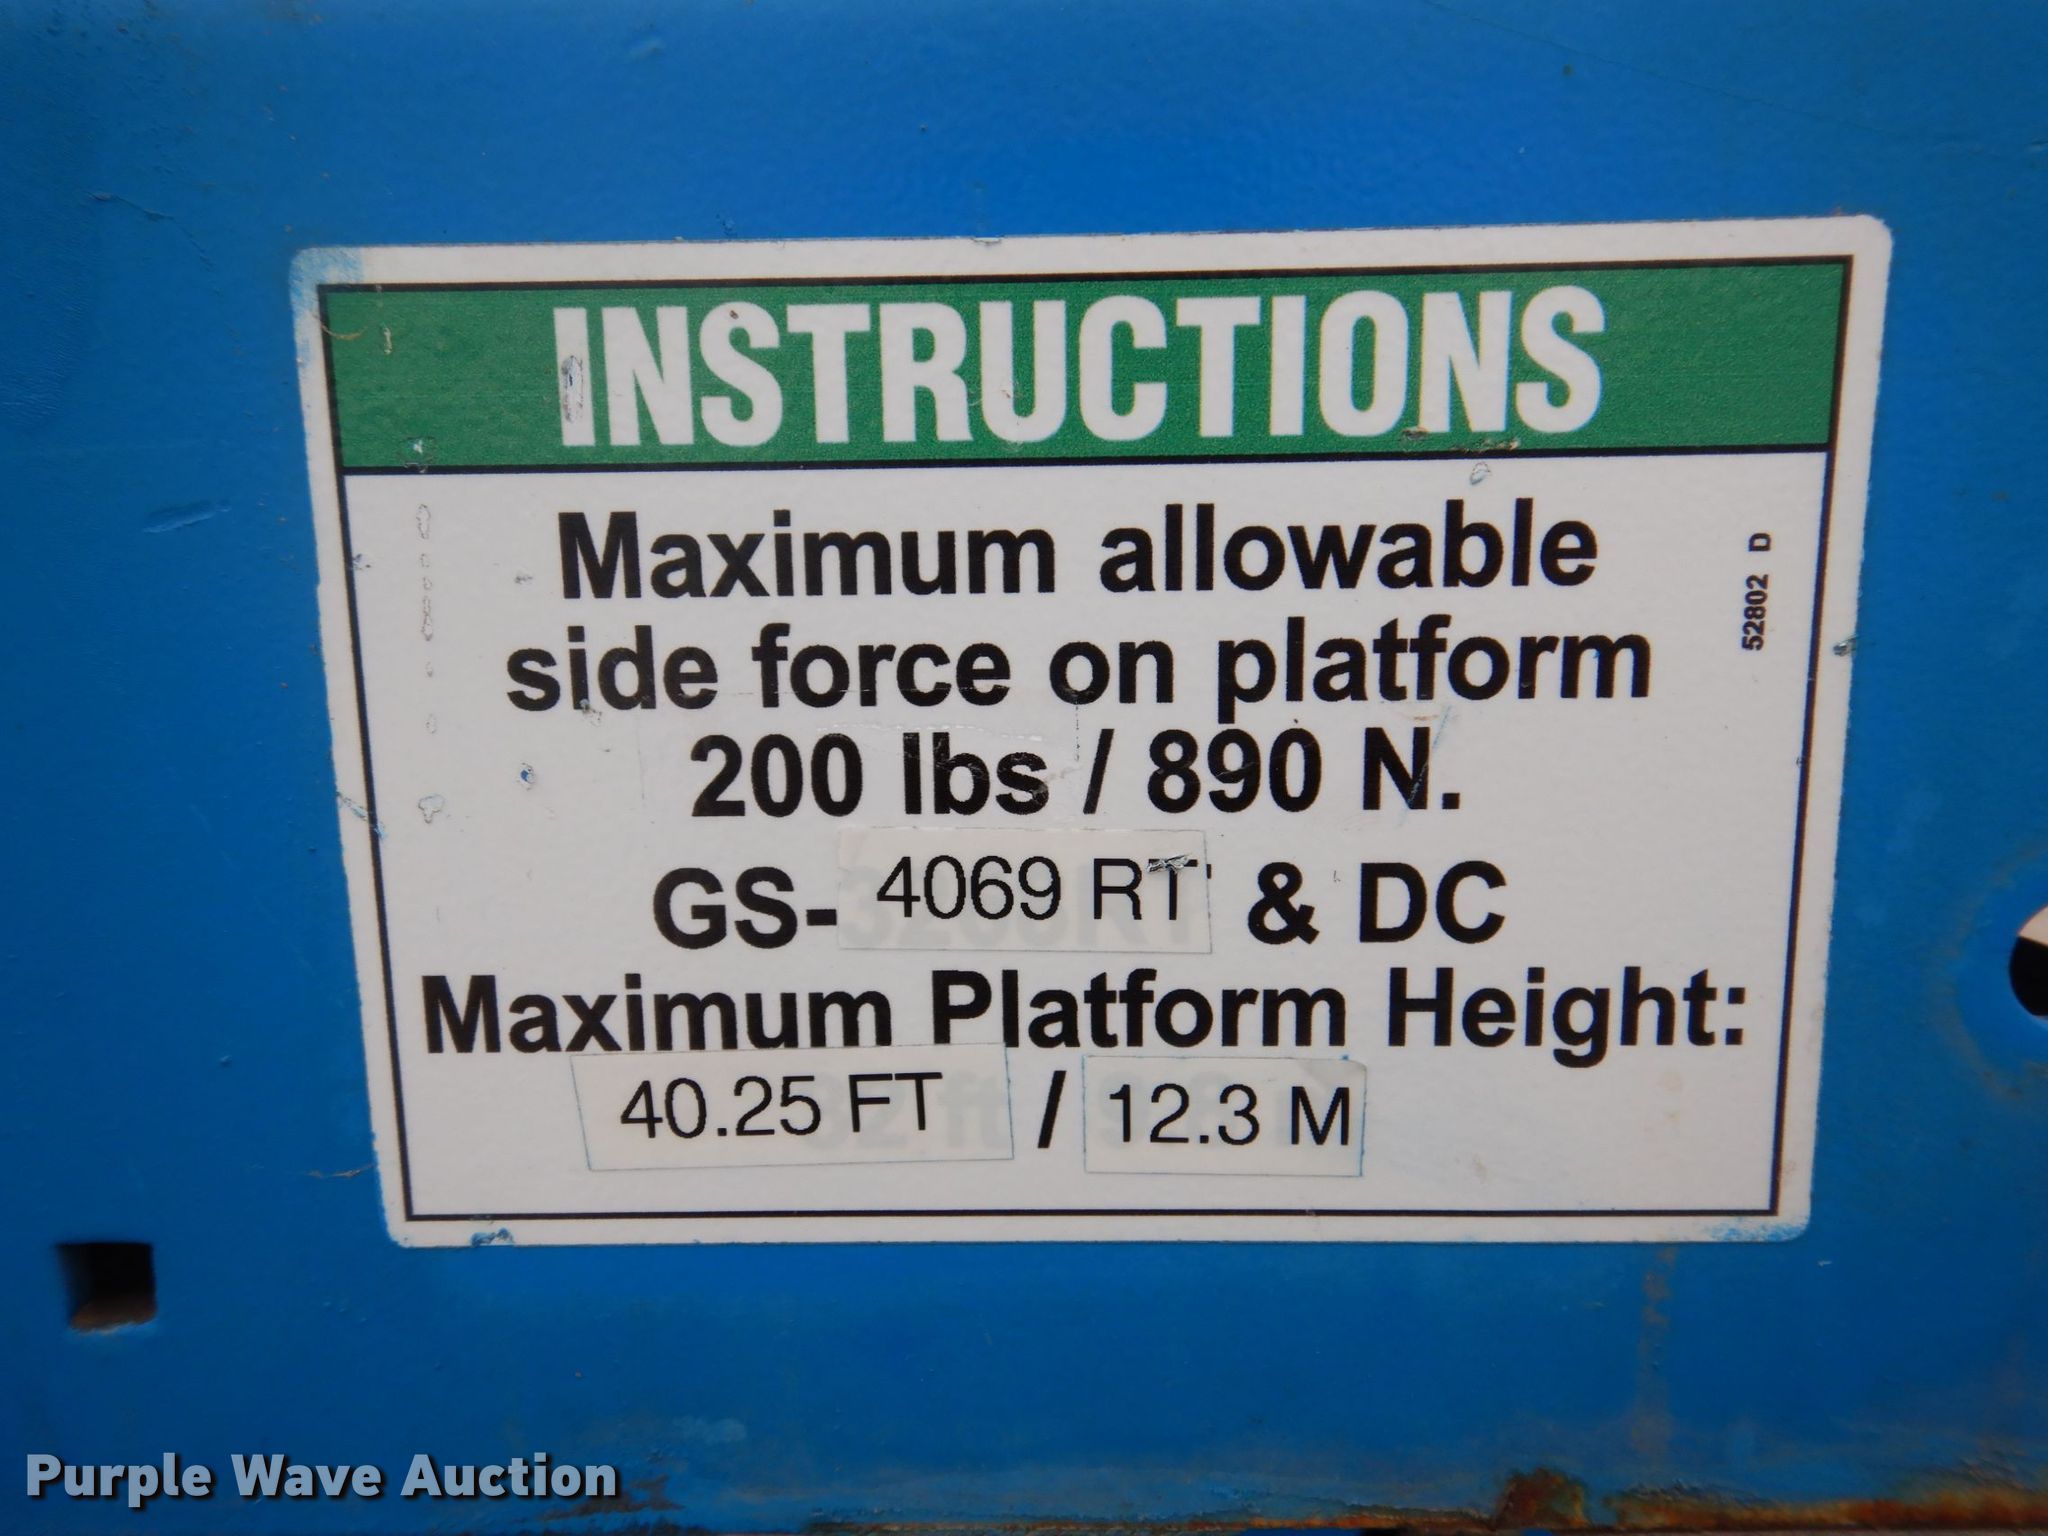 INSTRUCTIONS
Maximum allowable
side force on platform
200 lbs / 890 N.
GS- 4069 RT & DC
Maximum Platform Height:
40.25 FT / 12.3 M
52802 D
Purple Wave Auction